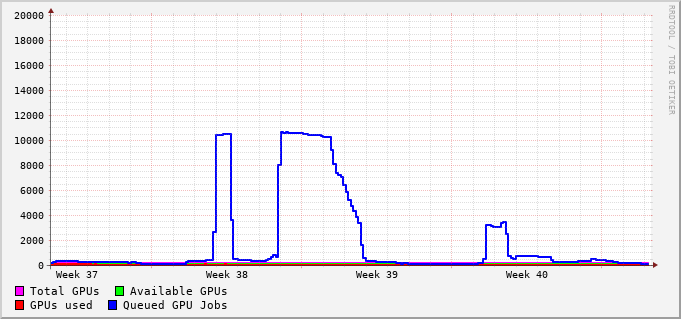 20000
18000
16000
14000
12000
10000
8000
6000
4000
2000
0
Week 37 Week 38 Week 39 Week 40
Total GPUs Available GPUs
GPUs used Queued GPU Jobs
RRDTOOL / TOBI OETIKER